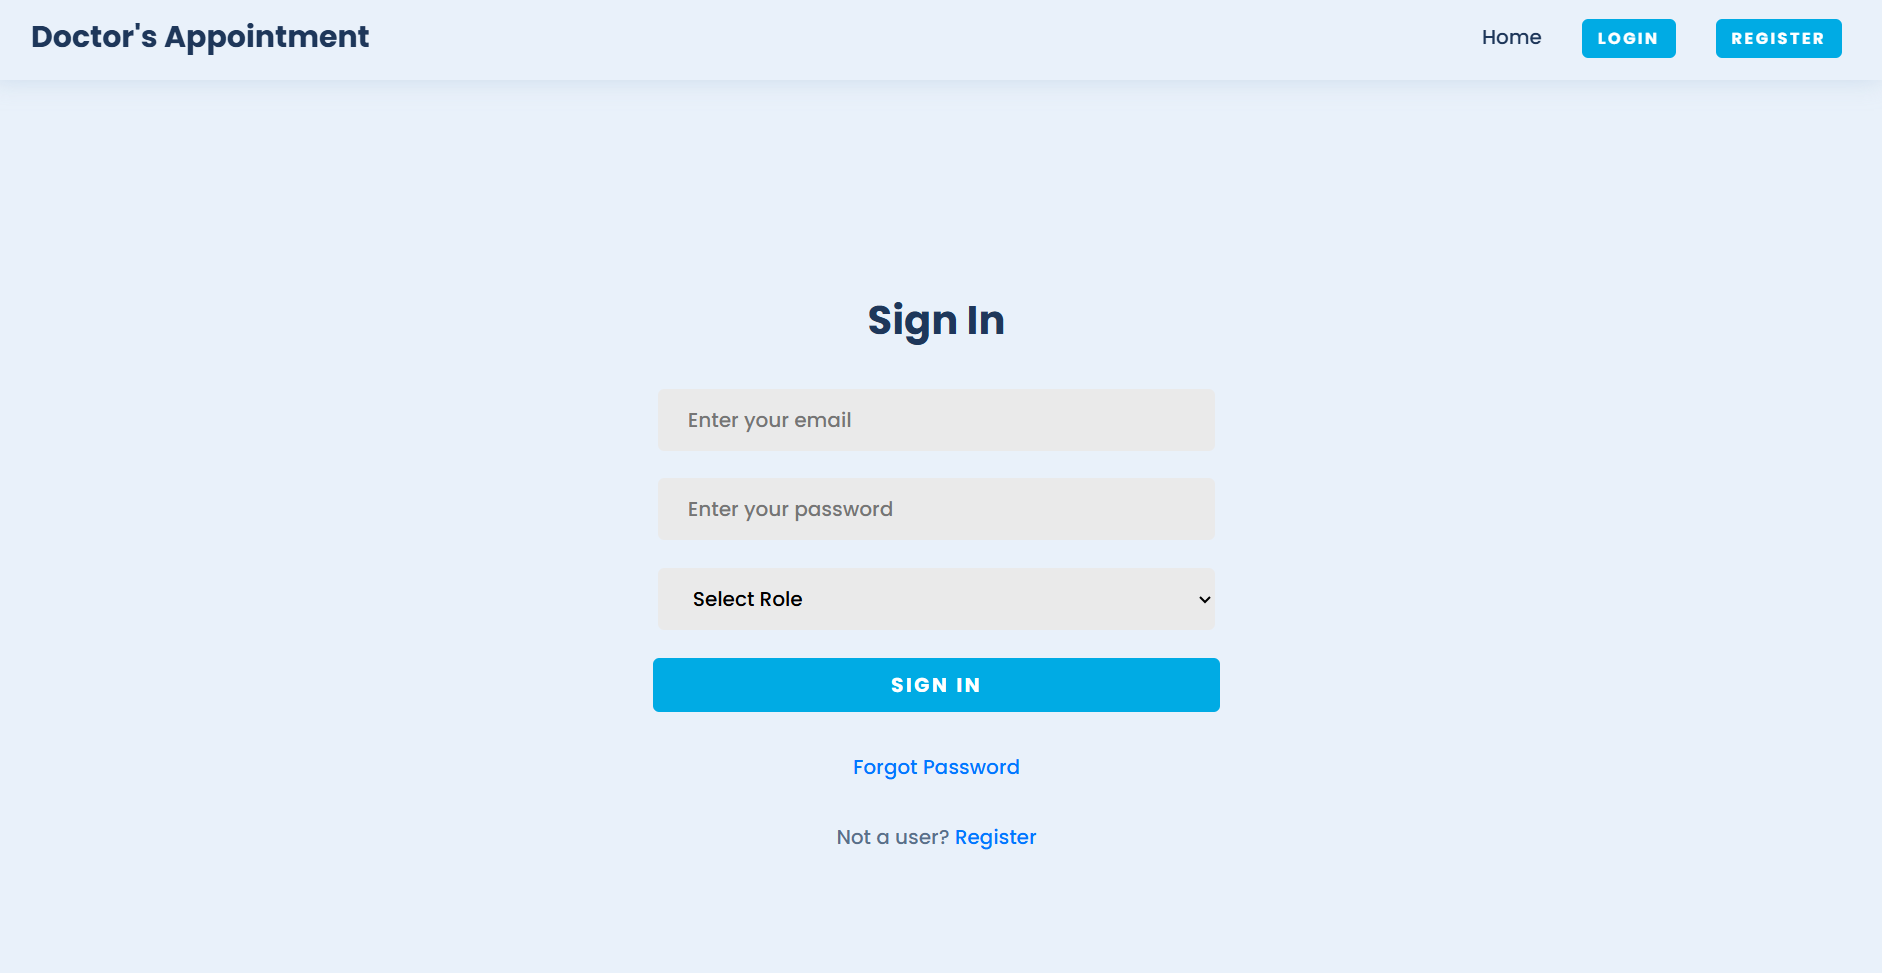 Doctor's Appointment
Home
LOGIN
REGISTER
Sign In
Enter your email
Enter your password
Select Role
SIGN IN
Forgot Password
Not a user? Register